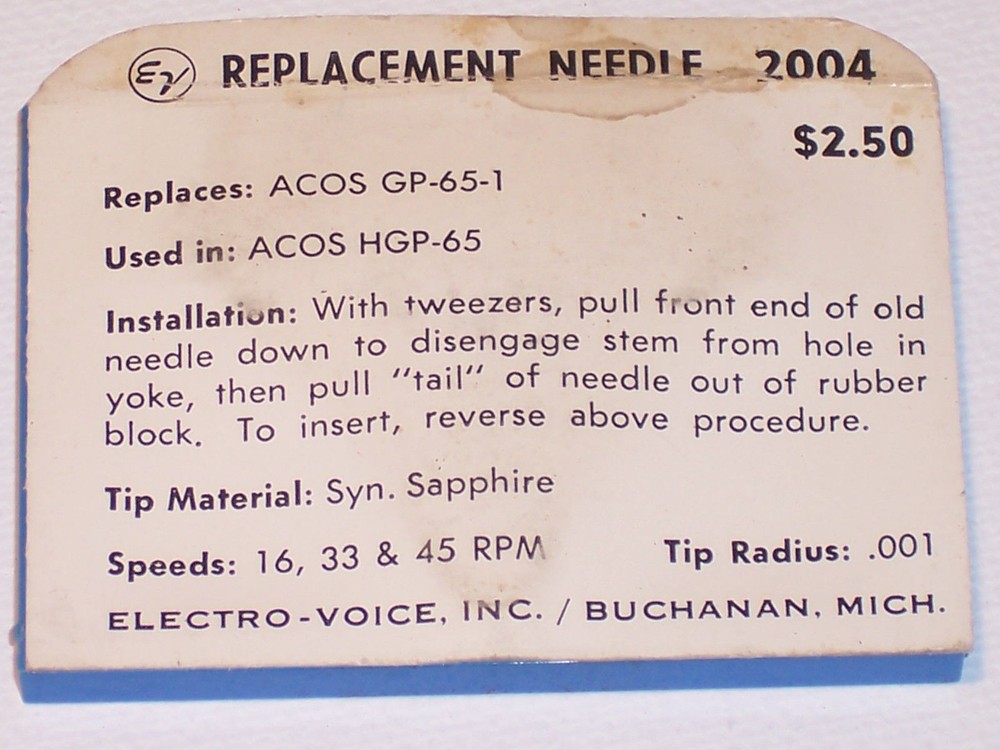 EV REPLACEMENT NEEDLE 2004
$2.50
Replaces: ACOS GP-65-1
Used in: ACOS HGP-65
Installation: With tweezers, pull front end of old
needle down to disengage stem from hole in
yoke, then pull "tail" of needle out of rubber
block. To insert, reverse above procedure.
Tip Material: Syn. Sapphire
Speeds: 16, 33 & 45 RPM Tip Radius: .001
ELECTRO-VOICE, INC. / BUCHANAN, MICH.